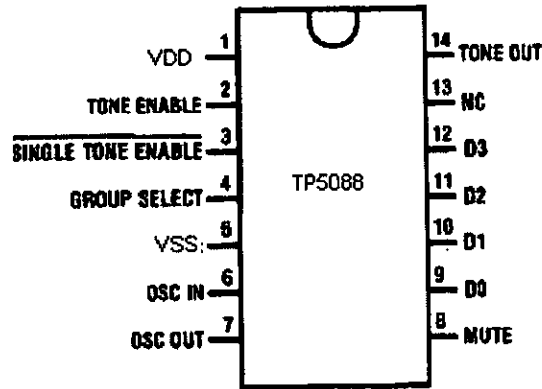 1
VDD
2
TONE ENABLE
3
SINGLE TONE ENABLE
4
GROUP SELECT
5
VSS:
6
OSC IN
7
OSC OUT
TP5088
14 TONE OUT
13 NC
12 D3
11 D2
10 D1
9 D0
8 MUTE